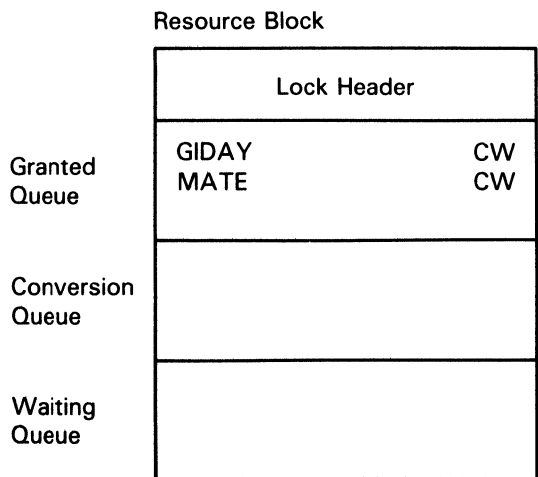 Resource Block
Lock Header
Granted
Queue
GIDAY CW
MATE CW
Conversion
Queue
Waiting
Queue